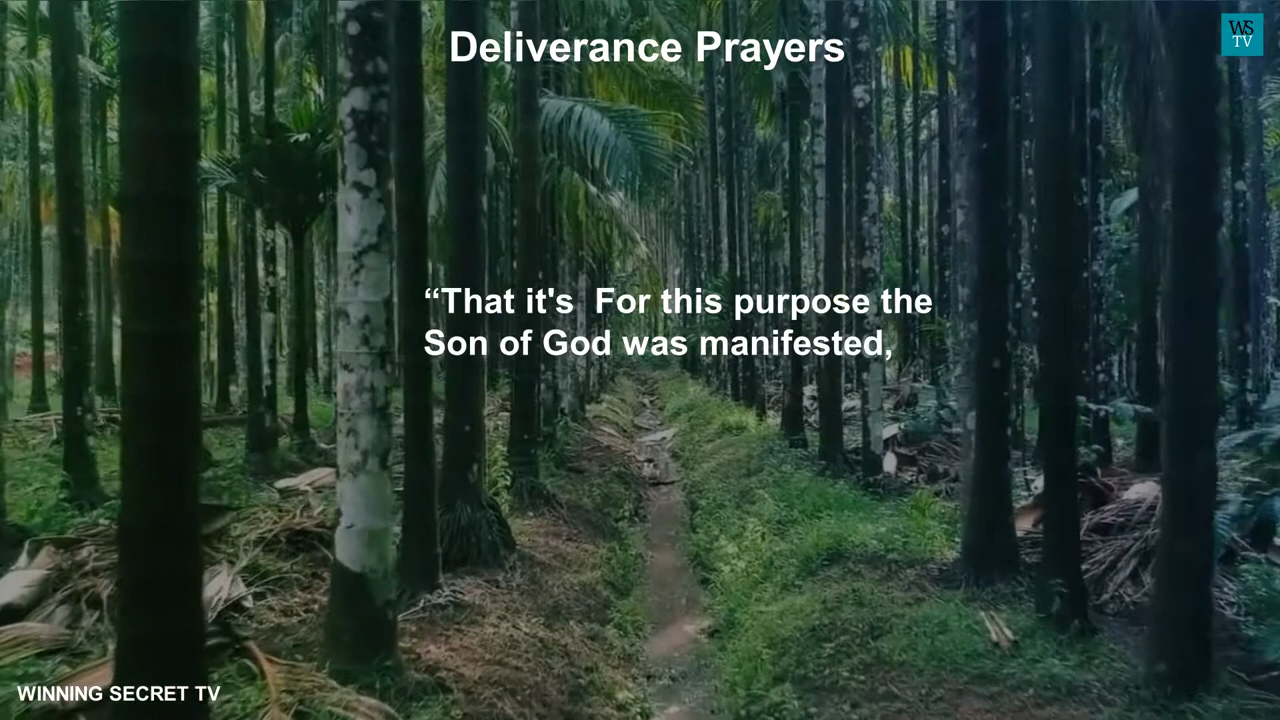 Deliverance Prayers
WS
TV
“That it's  For this purpose the
Son of God was manifested,
WINNING SECRET TV